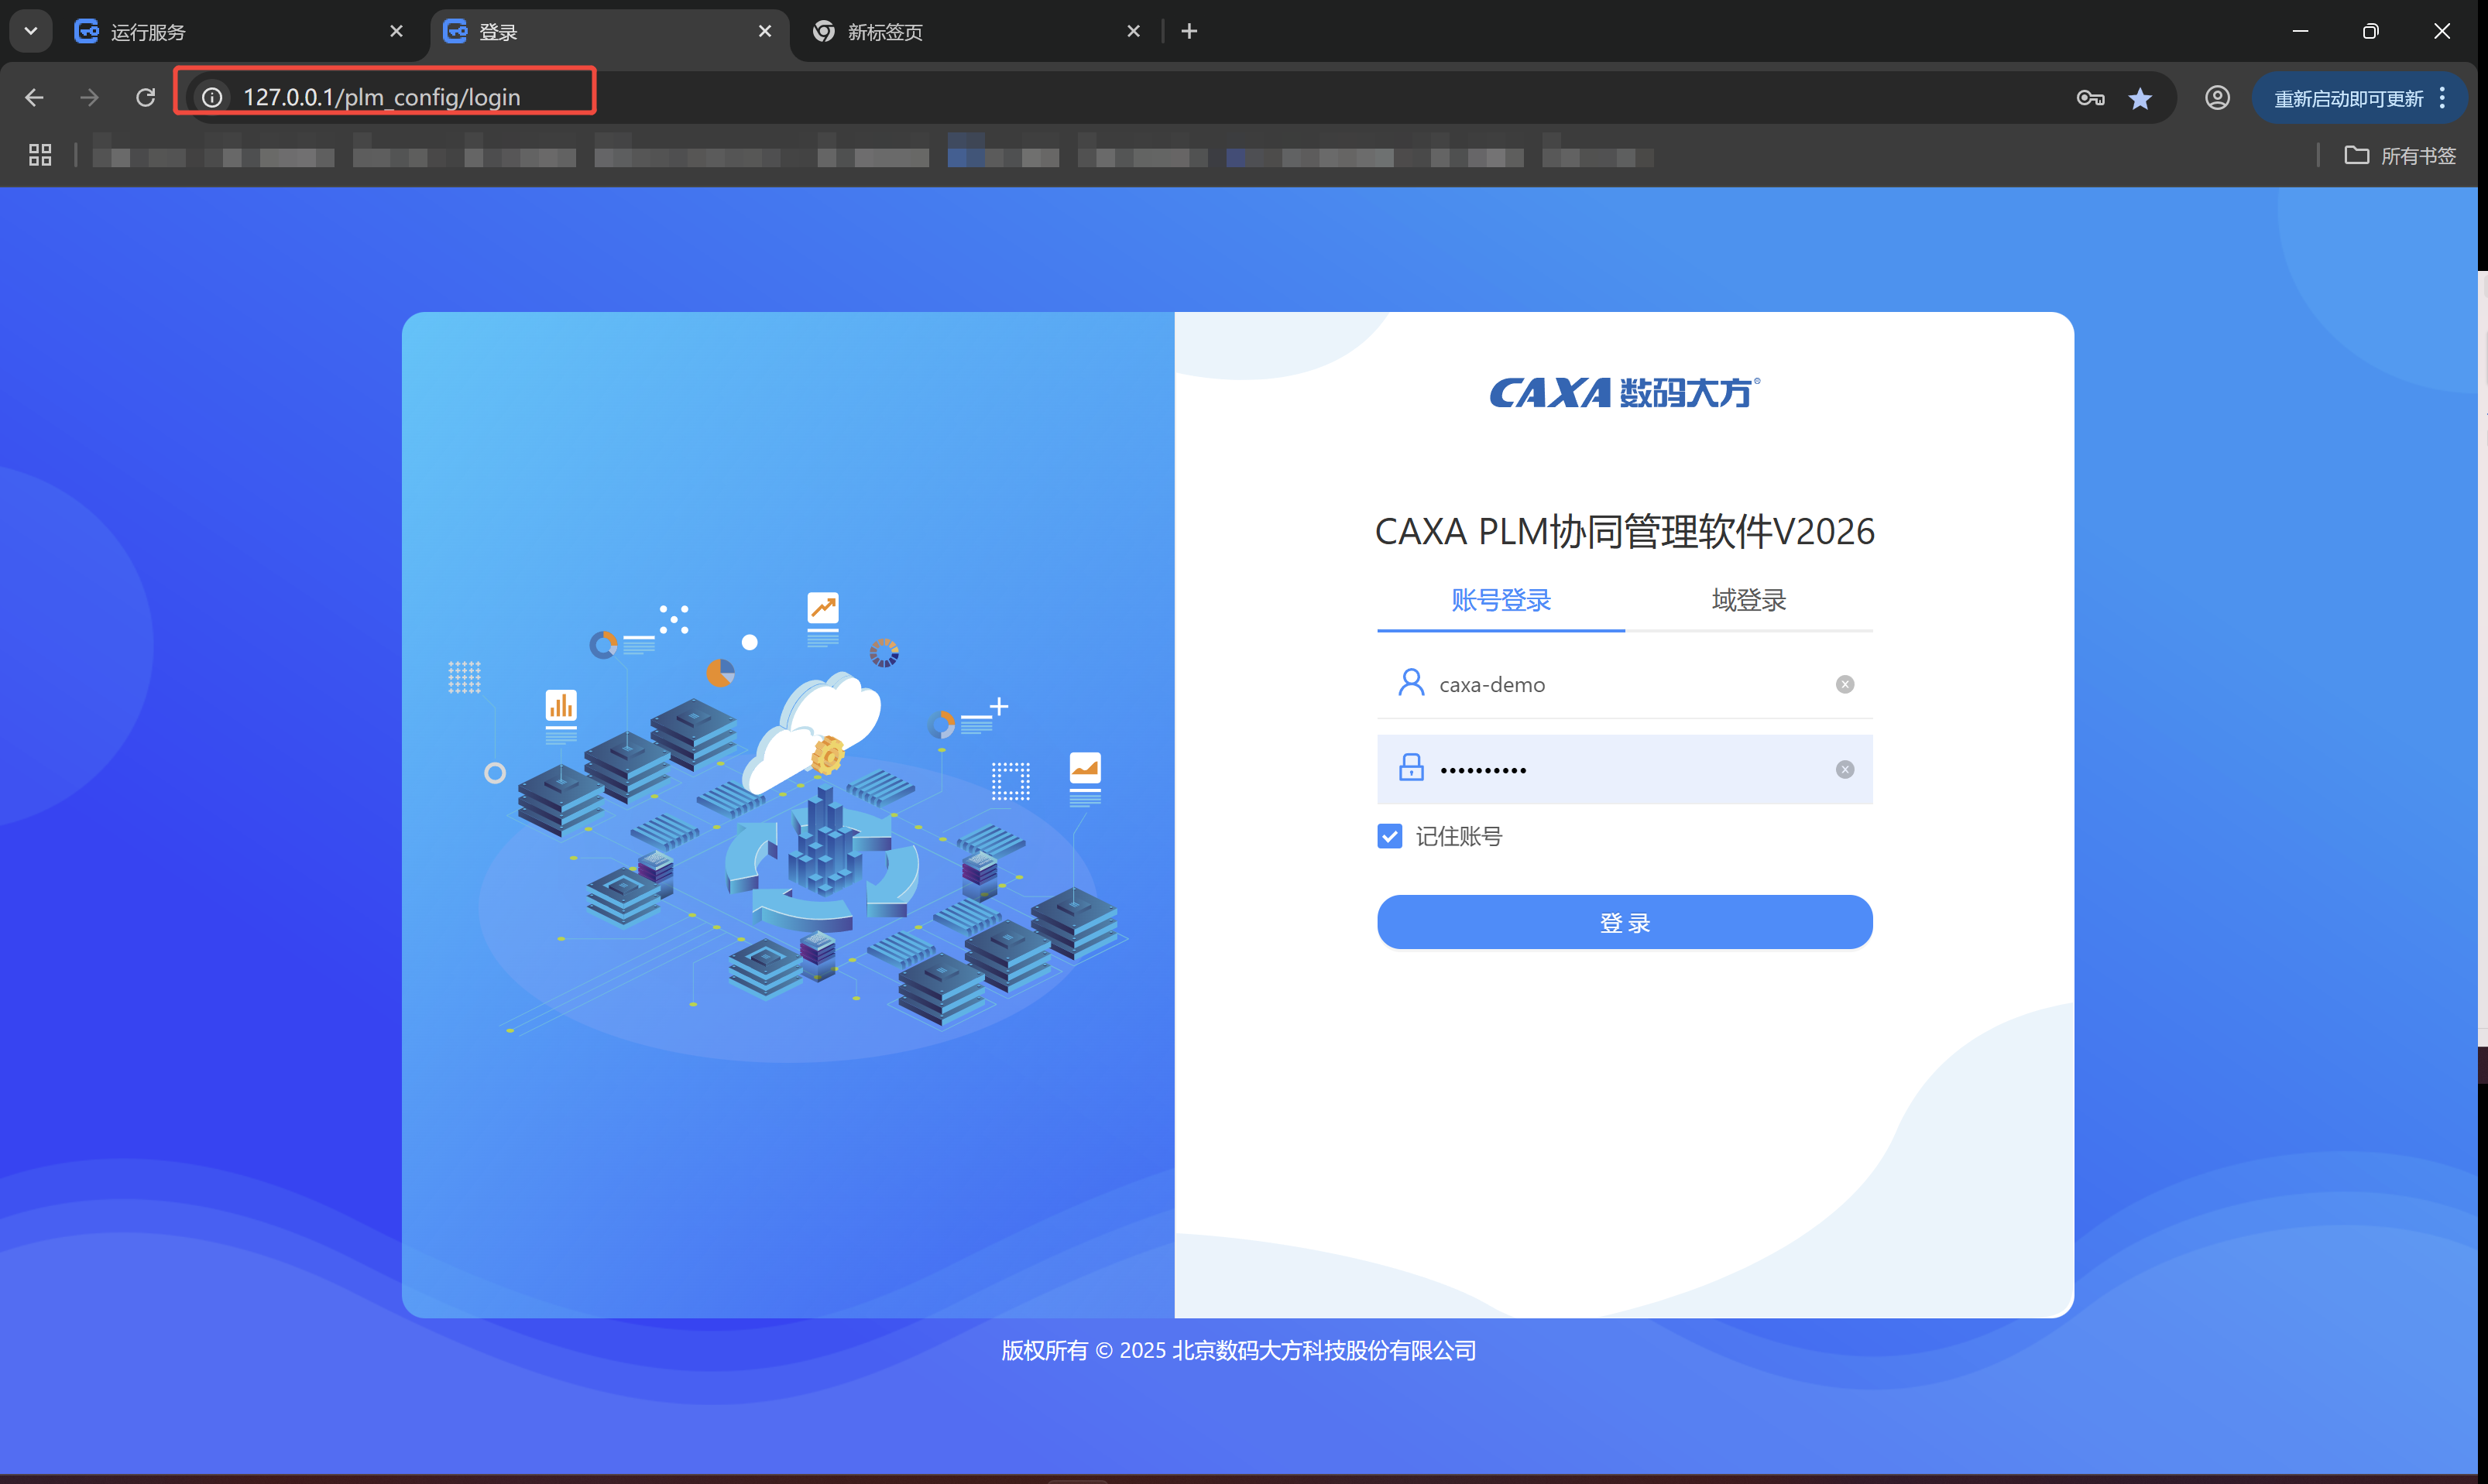 运行服务
登录
新标签页
127.0.0.1/plm_config/login
重新启动即可更新
所有书签
CAXA 数码大方®
CAXA PLM协同管理软件V2026
账号登录
域登录
caxa-demo
••••••••••
记住账号
登 录
版权所有 © 2025 北京数码大方科技股份有限公司